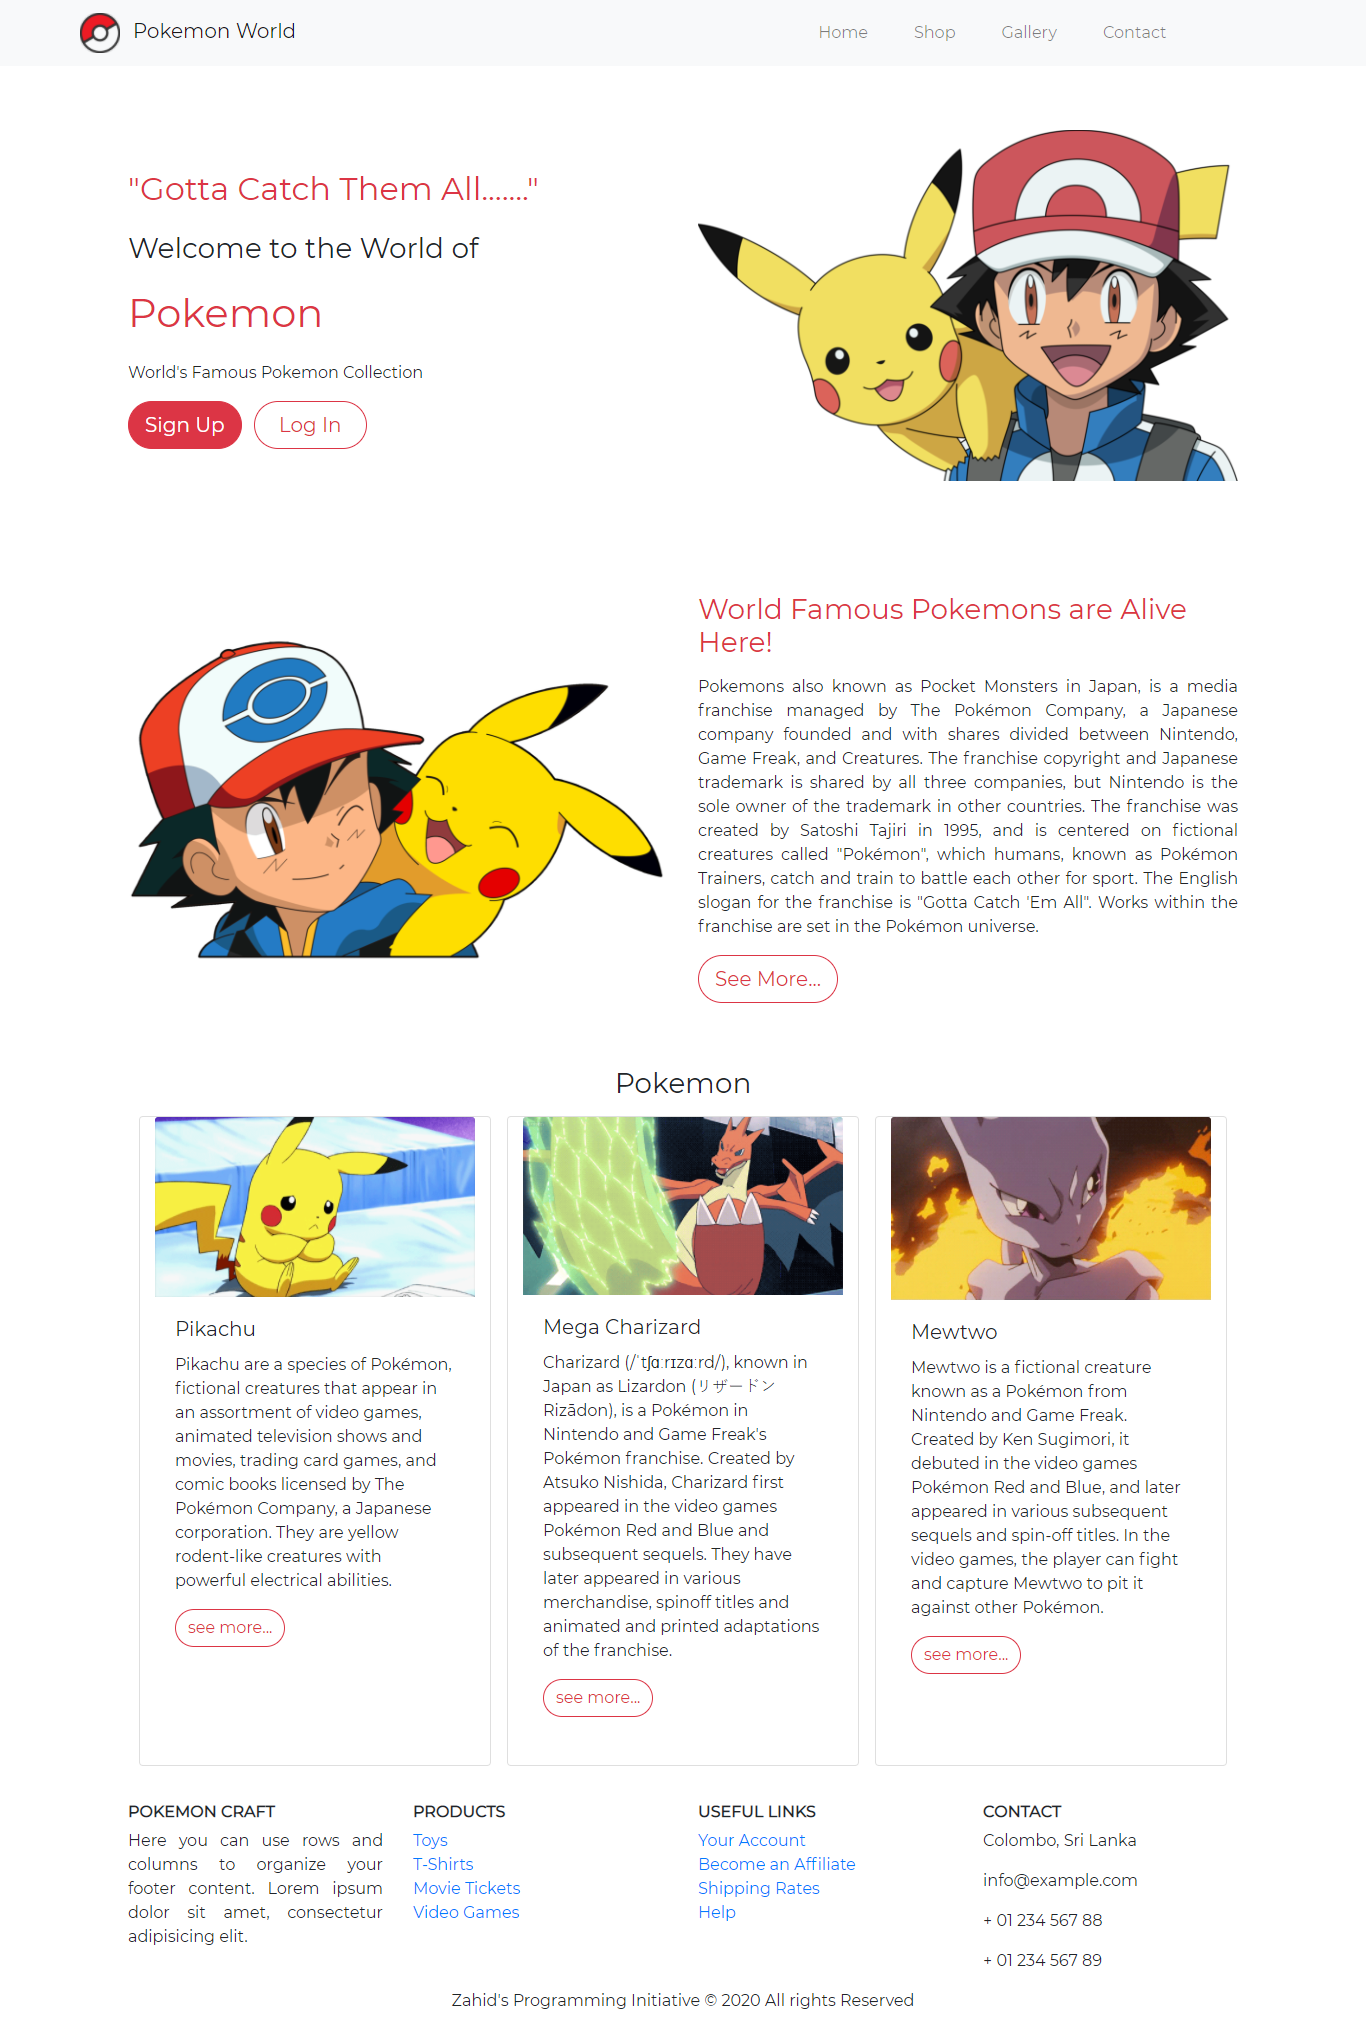 Pokemon World
Home
Shop
Gallery
Contact
"Gotta Catch Them All......."
Welcome to the World of
Pokemon
World's Famous Pokemon Collection
Sign Up
Log In
World Famous Pokemons are Alive
Here!
Pokemons also known as Pocket Monsters in Japan, is a media
franchise managed by The Pokémon Company, a Japanese
company founded and with shares divided between Nintendo,
Game Freak, and Creatures. The franchise copyright and Japanese
trademark is shared by all three companies, but Nintendo is the
sole owner of the trademark in other countries. The franchise was
created by Satoshi Tajiri in 1995, and is centered on fictional
creatures called "Pokémon", which humans, known as Pokémon
Trainers, catch and train to battle each other for sport. The English
slogan for the franchise is "Gotta Catch 'Em All". Works within the
franchise are set in the Pokémon universe.
See More...
Pokemon
Pikachu
Pikachu are a species of Pokémon,
fictional creatures that appear in
an assortment of video games,
animated television shows and
movies, trading card games, and
comic books licensed by The
Pokémon Company, a Japanese
corporation. They are yellow
rodent-like creatures with
powerful electrical abilities.
see more...
Mega Charizard
Charizard (/ˈtʃɑːrɪzɑːrd/), known in
Japan as Lizardon (リザードン
Rizādon), is a Pokémon in
Nintendo and Game Freak's
Pokémon franchise. Created by
Atsuko Nishida, Charizard first
appeared in the video games
Pokémon Red and Blue and
subsequent sequels. They have
later appeared in various
merchandise, spinoff titles and
animated and printed adaptations
of the franchise.
see more...
Mewtwo
Mewtwo is a fictional creature
known as a Pokémon from
Nintendo and Game Freak.
Created by Ken Sugimori, it
debuted in the video games
Pokémon Red and Blue, and later
appeared in various subsequent
sequels and spin-off titles. In the
video games, the player can fight
and capture Mewtwo to pit it
against other Pokémon.
see more...
POKEMON CRAFT
Here you can use rows and
columns to organize your
footer content. Lorem ipsum
dolor sit amet, consectetur
adipisicing elit.
PRODUCTS
Toys
T-Shirts
Movie Tickets
Video Games
USEFUL LINKS
Your Account
Become an Affiliate
Shipping Rates
Help
CONTACT
Colombo, Sri Lanka
info@example.com
+ 01 234 567 88
+ 01 234 567 89
Zahid's Programming Initiative © 2020 All rights Reserved